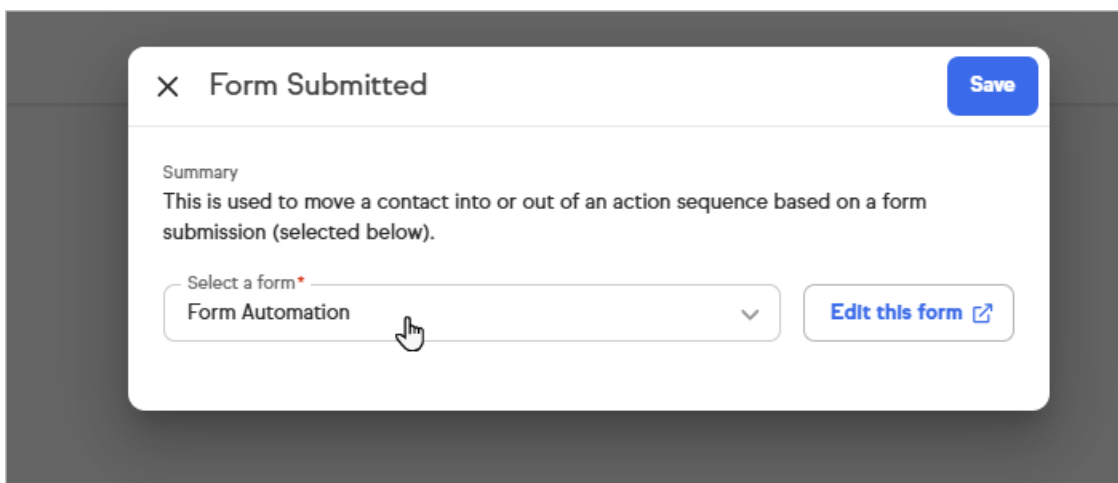 Form Submitted
Save
Summary
This is used to move a contact into or out of an action sequence based on a form
submission (selected below).
Select a form*
Form Automation
Edit this form